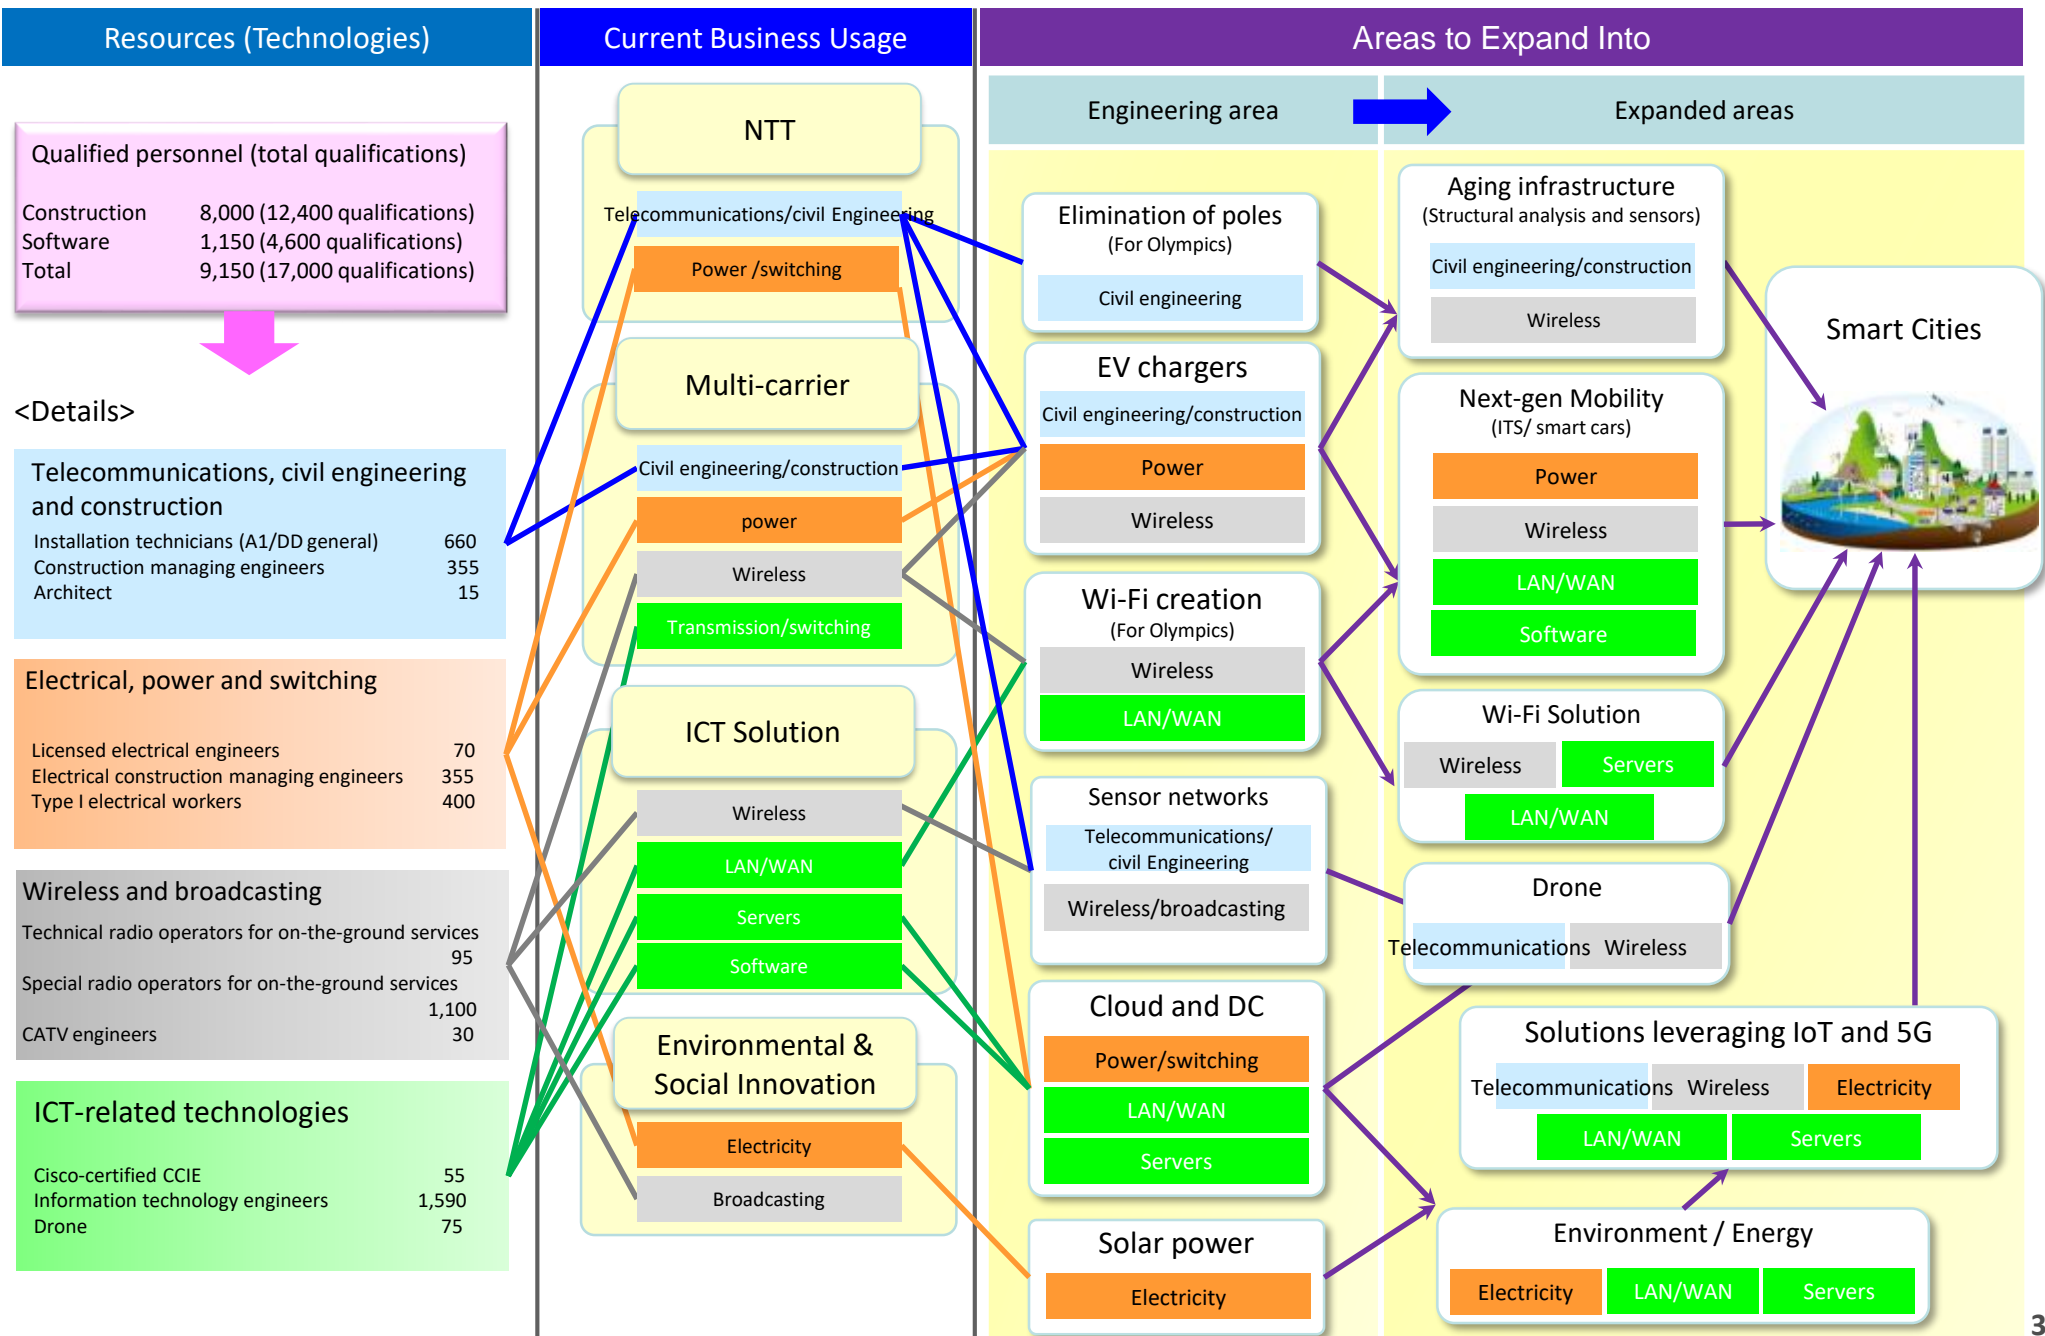 Resources (Technologies)
Current Business Usage
Areas to Expand Into
Engineering area
Expanded areas
Qualified personnel (total qualifications)
Construction 8,000 (12,400 qualifications)
Software 1,150 (4,600 qualifications)
Total 9,150 (17,000 qualifications)
<Details>
Telecommunications, civil engineering
and construction
Installation technicians (A1/DD general) 660
Construction managing engineers 355
Architect 15
Electrical, power and switching
Licensed electrical engineers 70
Electrical construction managing engineers 355
Type I electrical workers 400
Wireless and broadcasting
Technical radio operators for on-the-ground services
95
Special radio operators for on-the-ground services
1,100
CATV engineers 30
ICT-related technologies
Cisco-certified CCIE 55
Information technology engineers 1,590
Drone 75
NTT
Telecommunications/civil Engineering
Power /switching
Multi-carrier
Civil engineering/construction
power
Wireless
Transmission/switching
ICT Solution
Wireless
LAN/WAN
Servers
Software
Environmental &
Social Innovation
Electricity
Broadcasting
Elimination of poles
(For Olympics)
Civil engineering
EV chargers
Civil engineering/construction
Power
Wireless
Wi-Fi creation
(For Olympics)
Wireless
LAN/WAN
Sensor networks
Telecommunications/
civil Engineering
Wireless/broadcasting
Cloud and DC
Power/switching
LAN/WAN
Servers
Solar power
Electricity
Aging infrastructure
(Structural analysis and sensors)
Civil engineering/construction
Wireless
Next-gen Mobility
(ITS/ smart cars)
Power
Wireless
LAN/WAN
Software
Wi-Fi Solution
Wireless Servers
LAN/WAN
Drone
Telecommunications Wireless
Solutions leveraging IoT and 5G
Telecommunications Wireless Electricity
LAN/WAN Servers
Environment / Energy
Electricity LAN/WAN Servers
Smart Cities
3